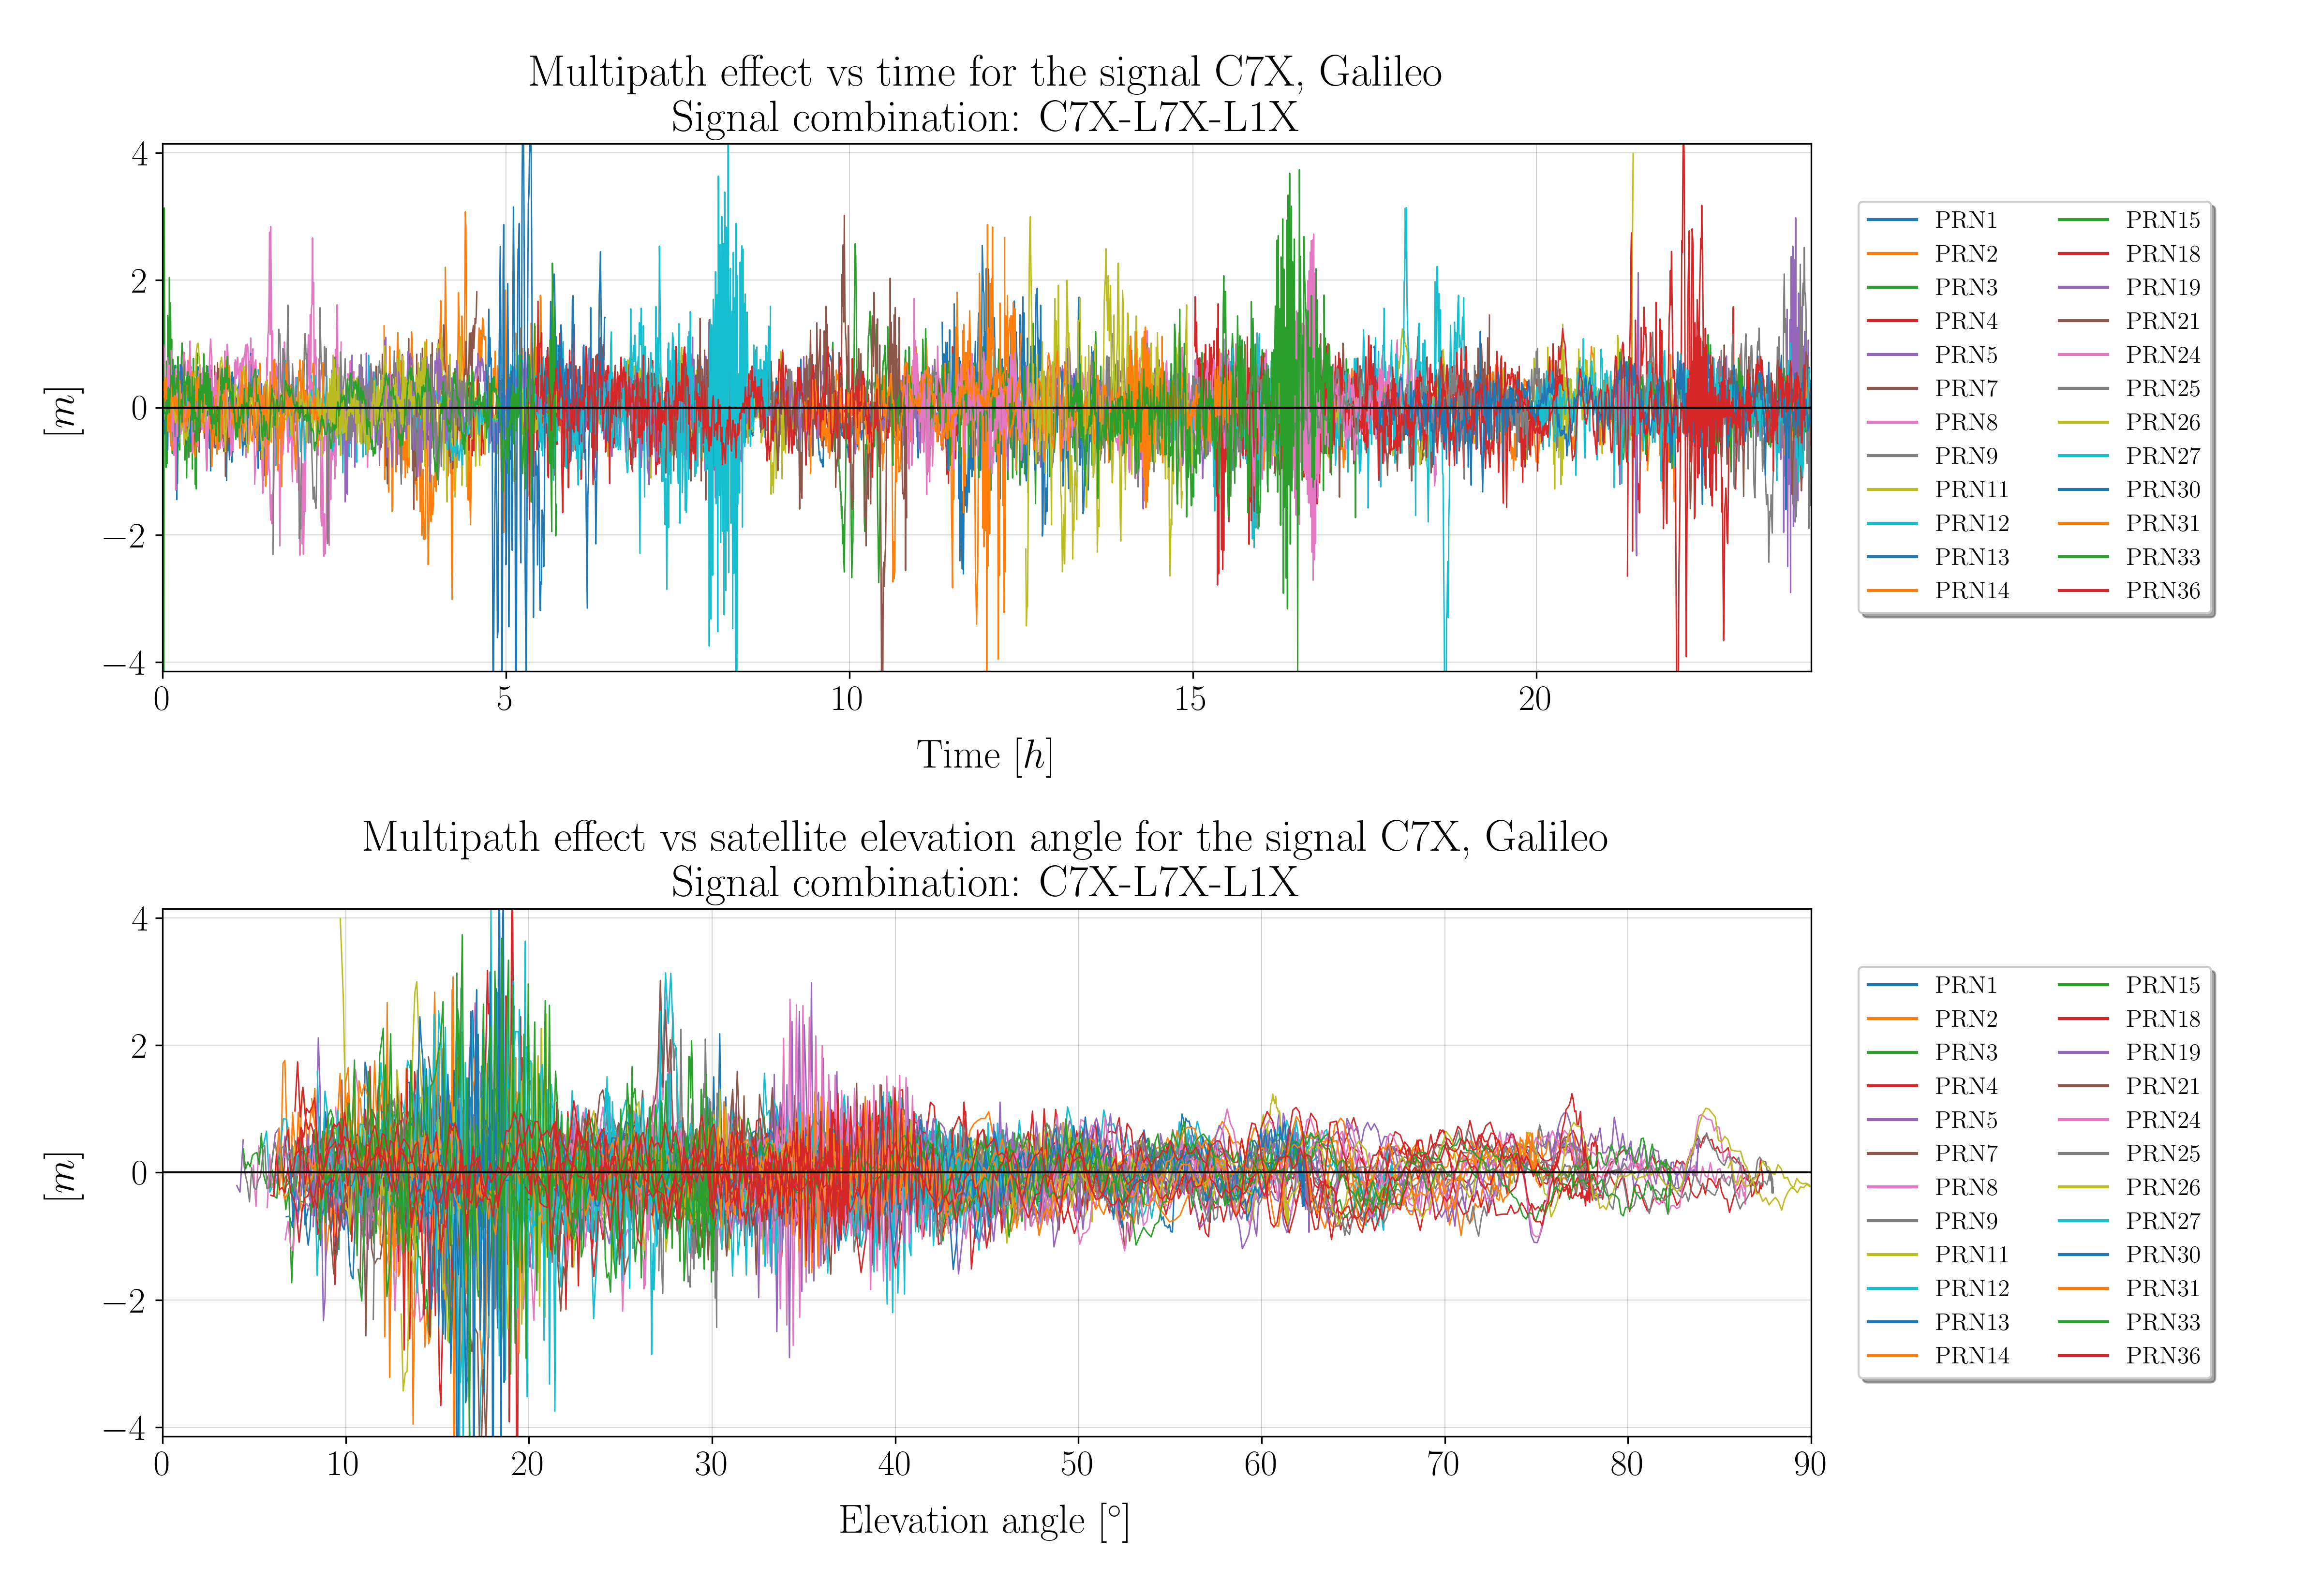 Multipath effect vs time for the signal C7X, Galileo
Signal combination: C7X-L7X-L1X
4
2
0
−2
−4
[m]
0 5 10 15 20
Time [h]
PRN1 PRN15
PRN2 PRN18
PRN3 PRN19
PRN4 PRN21
PRN5 PRN24
PRN7 PRN25
PRN8 PRN26
PRN9 PRN27
PRN11 PRN30
PRN12 PRN31
PRN13 PRN33
PRN14 PRN36
Multipath effect vs satellite elevation angle for the signal C7X, Galileo
Signal combination: C7X-L7X-L1X
4
2
0
−2
−4
[m]
0 10 20 30 40 50 60 70 80 90
Elevation angle [°]
PRN1 PRN15
PRN2 PRN18
PRN3 PRN19
PRN4 PRN21
PRN5 PRN24
PRN7 PRN25
PRN8 PRN26
PRN9 PRN27
PRN11 PRN30
PRN12 PRN31
PRN13 PRN33
PRN14 PRN36